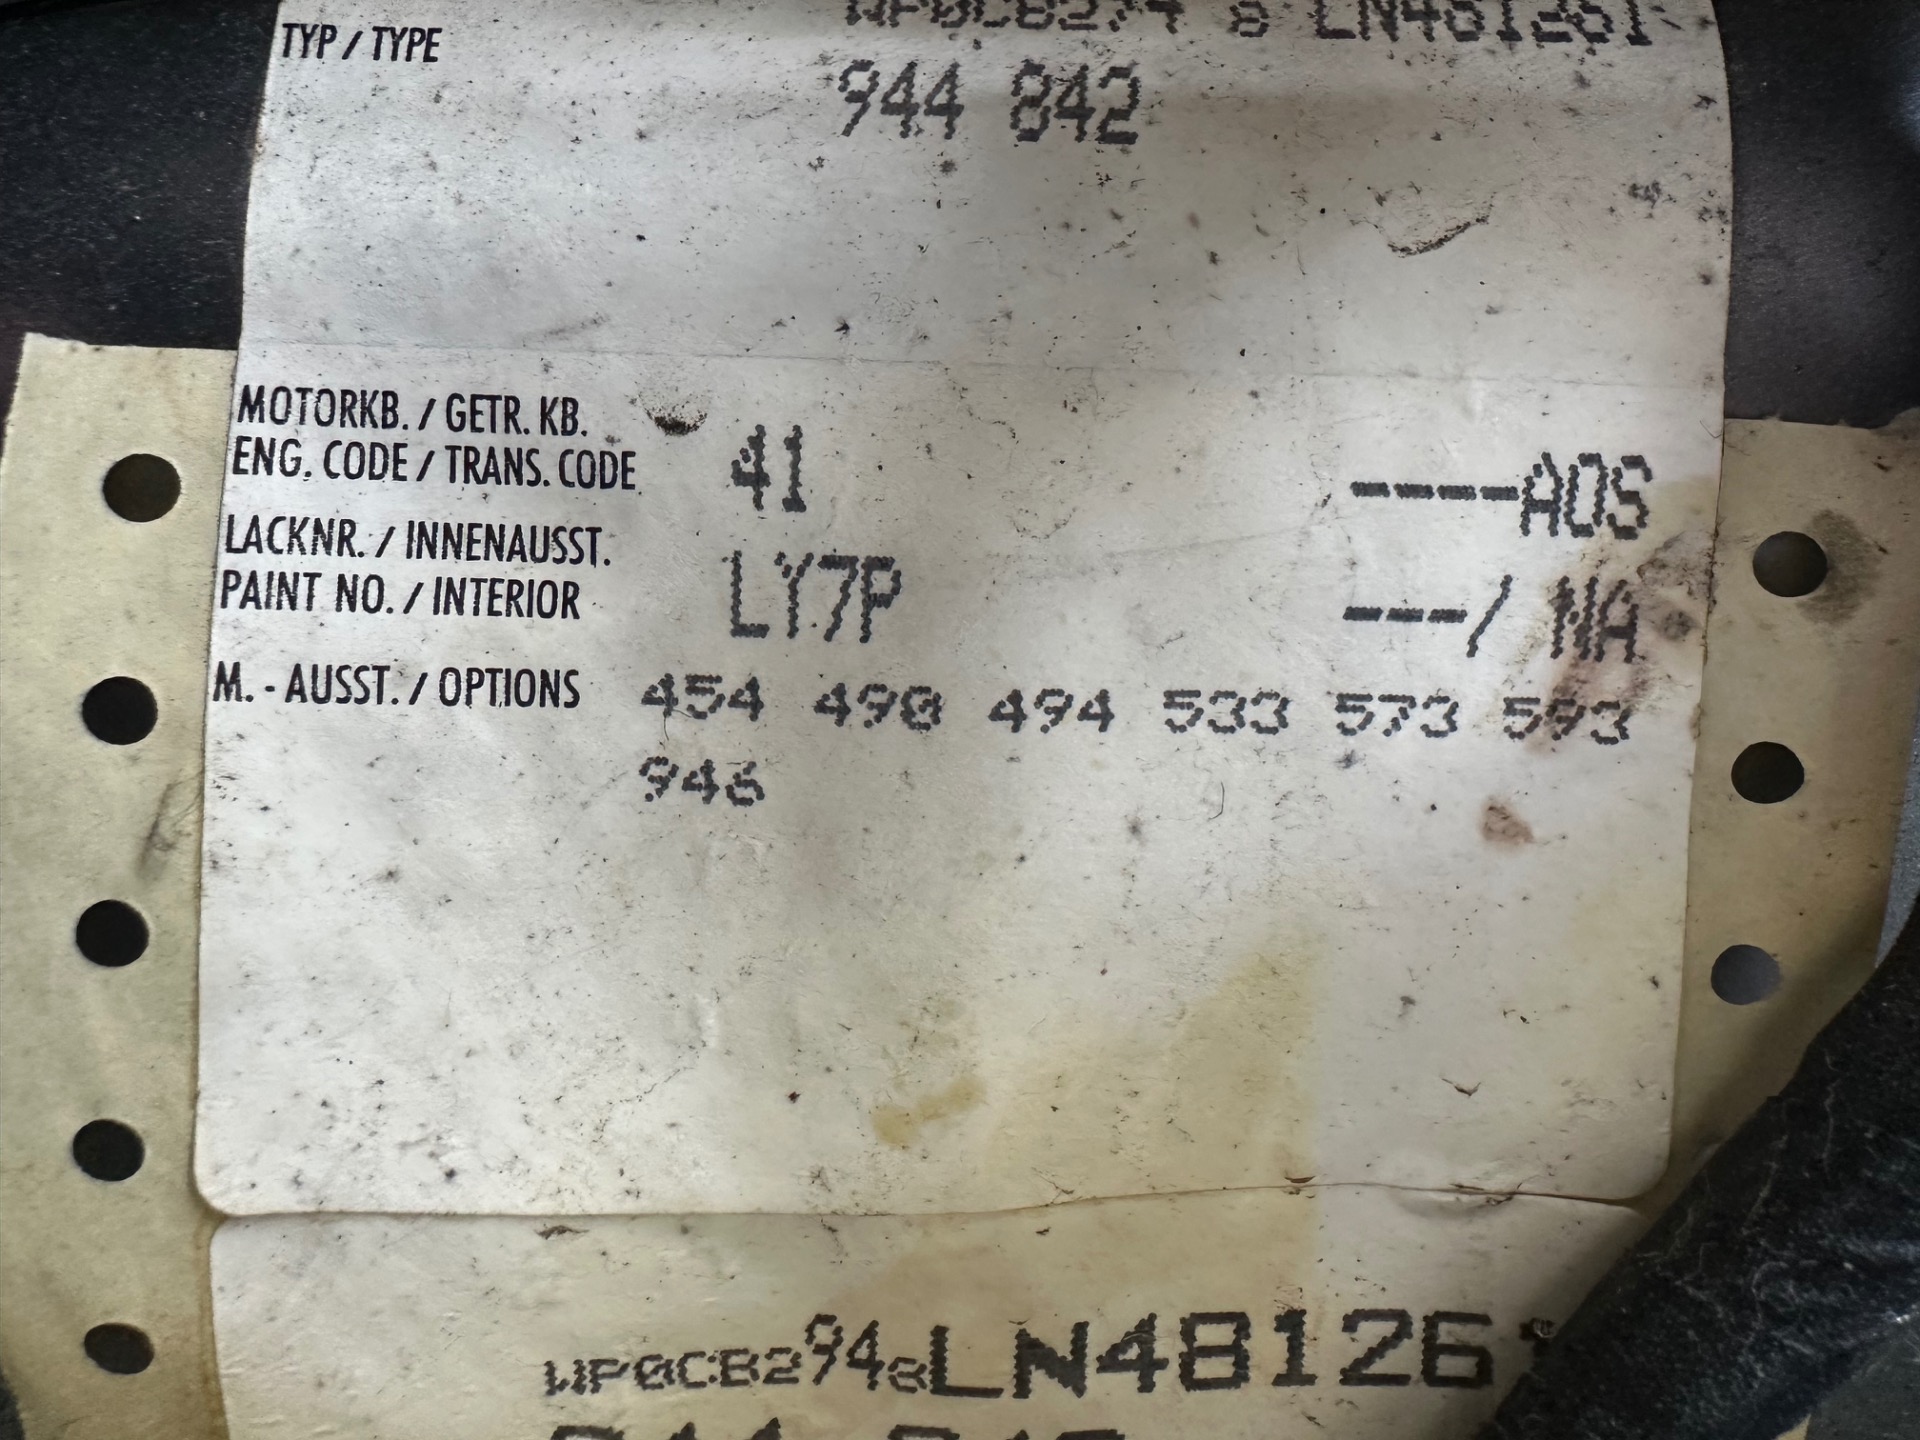 TYP / TYPE
944 842
MOTORKB. / GETR. KB.
ENG. CODE / TRANS. CODE 41 ----AOS
LACKNR. / INNENAUSST.
PAINT NO. / INTERIOR LY7P ---/ NA
M. - AUSST. / OPTIONS 454 490 494 533 573 593
946
WP0CB2948LN48126